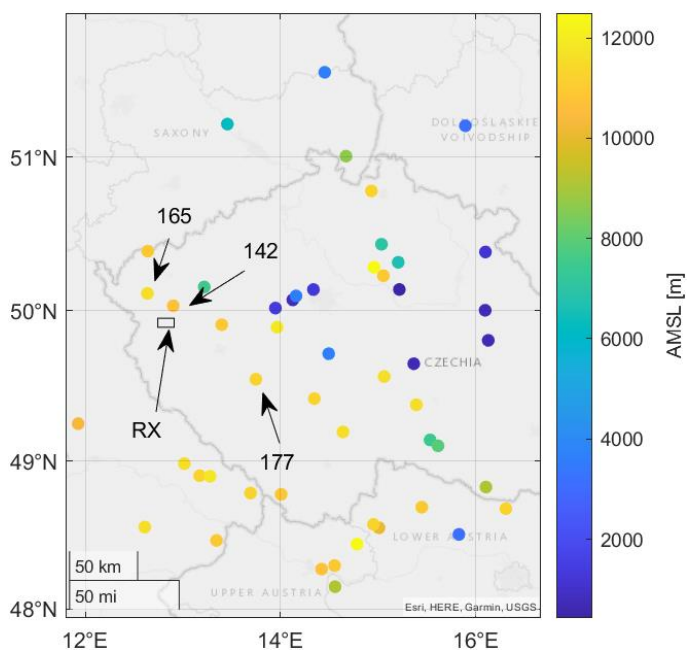 12000
SAXONY
DOLNOŚLĄSKIE
VOIVODSHIP
51°N
10000
165
142
8000
50°N
AMSL [m]
6000
CZECHIA
RX
177
4000
49°N
LOWER AUSTRIA
50 km
2000
50 mi
UPPER AUSTRIA
Esri, HERE, Garmin, USGS
48°N
12°E
14°E
16°E